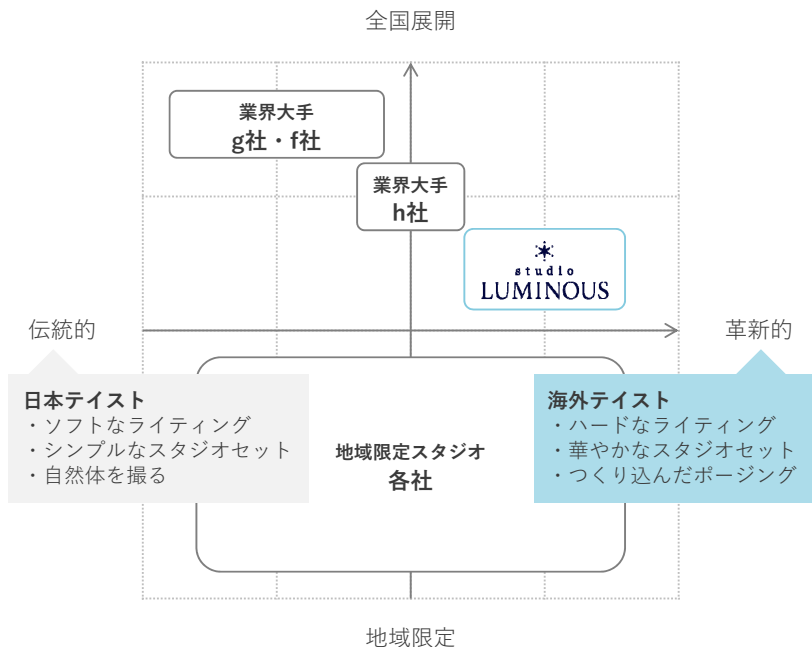 全国展開
業界大手
g社・f社
業界大手
h社
studio
LUMINOUS
伝統的
革新的
日本テイスト
・ソフトなライティング
・シンプルなスタジオセット
・自然体を撮る
地域限定スタジオ
各社
海外テイスト
・ハードなライティング
・華やかなスタジオセット
・つくり込んだポージング
地域限定